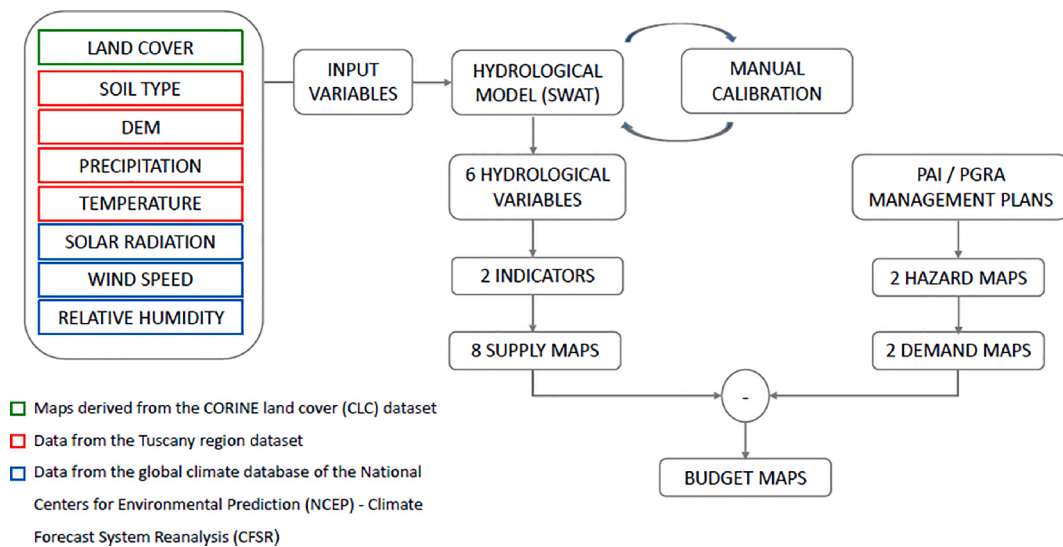 LAND COVER
SOIL TYPE
DEM
PRECIPITATION
TEMPERATURE
SOLAR RADIATION
WIND SPEED
RELATIVE HUMIDITY
INPUT
VARIABLES
HYDROLOGICAL
MODEL (SWAT)
MANUAL
CALIBRATION
6 HYDROLOGICAL
VARIABLES
2 INDICATORS
8 SUPPLY MAPS
PAI / PGRA
MANAGEMENT PLANS
2 HAZARD MAPS
2 DEMAND MAPS
-
BUDGET MAPS
Maps derived from the CORINE land cover (CLC) dataset
Data from the Tuscany region dataset
Data from the global climate database of the National
Centers for Environmental Prediction (NCEP) - Climate
Forecast System Reanalysis (CFSR)